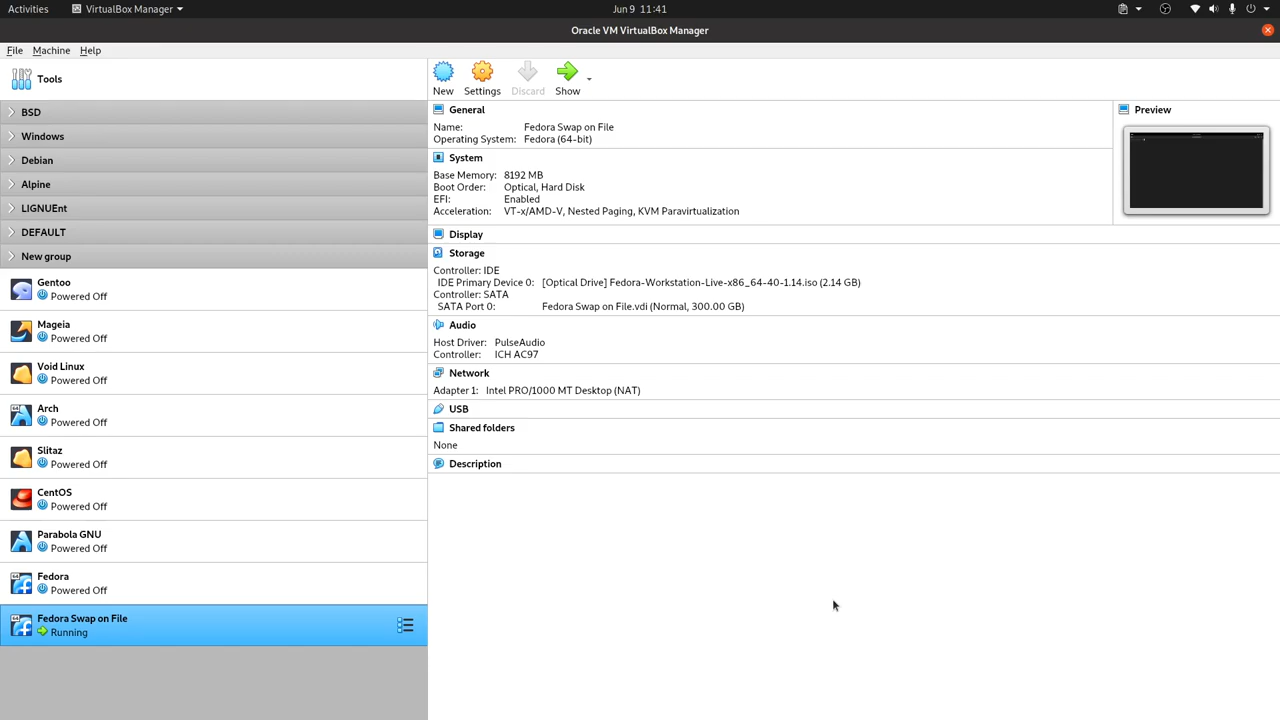 Activities VirtualBox Manager Jun 9 11:41
Oracle VM VirtualBox Manager
File Machine Help
Tools
BSD
Windows
Debian
Alpine
LIGNUEnt
DEFAULT
New group
Gentoo
Powered Off
Mageia
Powered Off
Void Linux
Powered Off
Arch
Powered Off
Slitaz
Powered Off
CentOS
Powered Off
Parabola GNU
Powered Off
Fedora
Powered Off
Fedora Swap on File
Running
New Settings Discard Show
General
Name: Fedora Swap on File
Operating System: Fedora (64-bit)
System
Base Memory: 8192 MB
Boot Order: Optical, Hard Disk
EFI: Enabled
Acceleration: VT-x/AMD-V, Nested Paging, KVM Paravirtualization
Display
Storage
Controller: IDE
IDE Primary Device 0: [Optical Drive] Fedora-Workstation-Live-x86_64-40-1.14.iso (2.14 GB)
Controller: SATA
SATA Port 0: Fedora Swap on File.vdi (Normal, 300.00 GB)
Audio
Host Driver: PulseAudio
Controller: ICH AC97
Network
Adapter 1: Intel PRO/1000 MT Desktop (NAT)
USB
Shared folders
None
Description
Preview